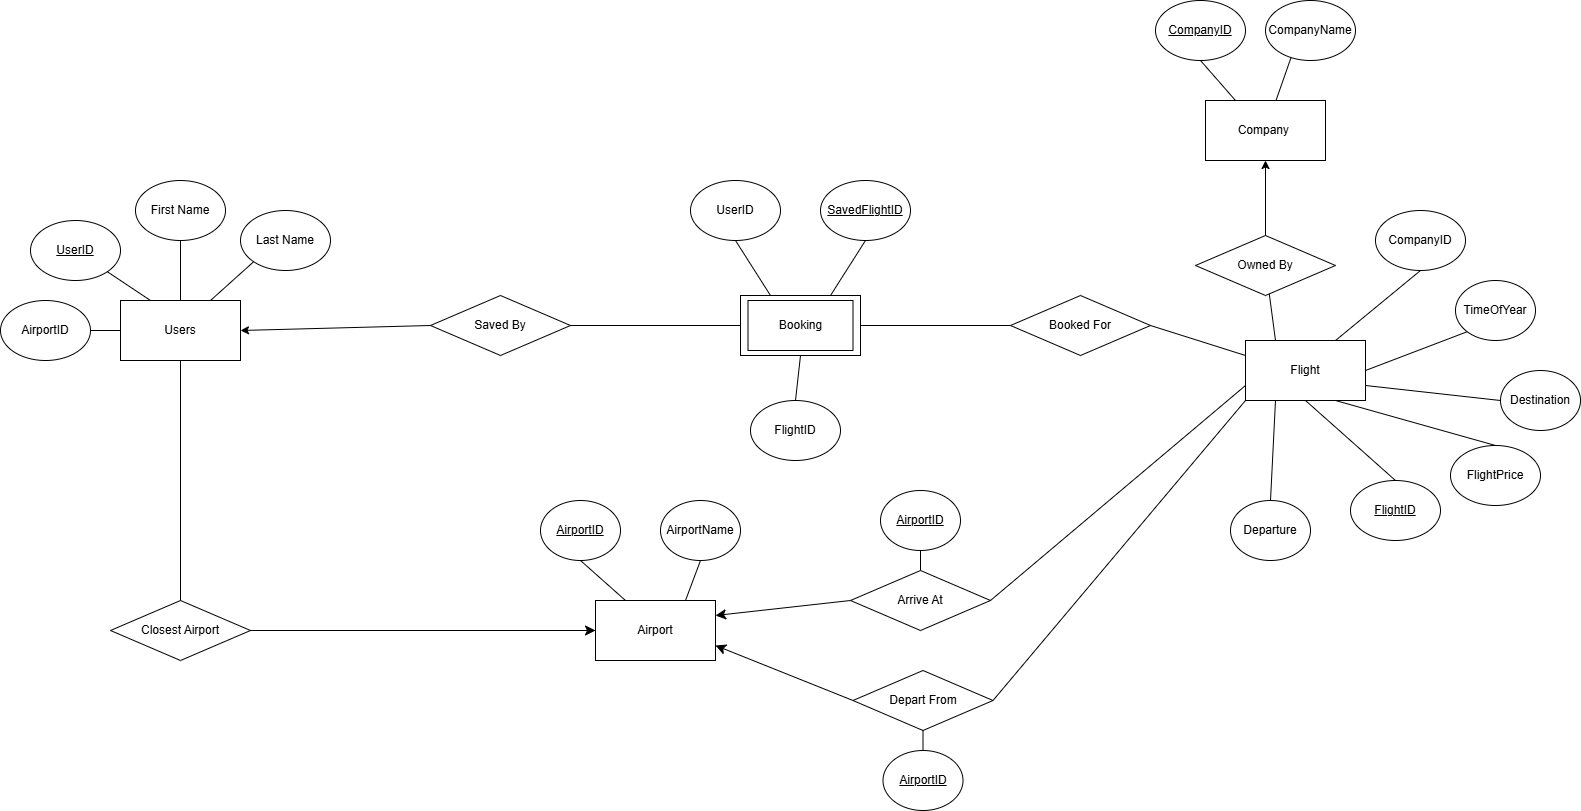 CompanyID
CompanyName
Company
First Name
UserID
SavedFlightID
UserID
Last Name
CompanyID
Owned By
AirportID
Users
Saved By
Booking
Booked For
TimeOfYear
Flight
Destination
FlightID
FlightPrice
AirportID
AirportName
AirportID
Departure
FlightID
Closest Airport
Airport
Arrive At
Depart From
AirportID